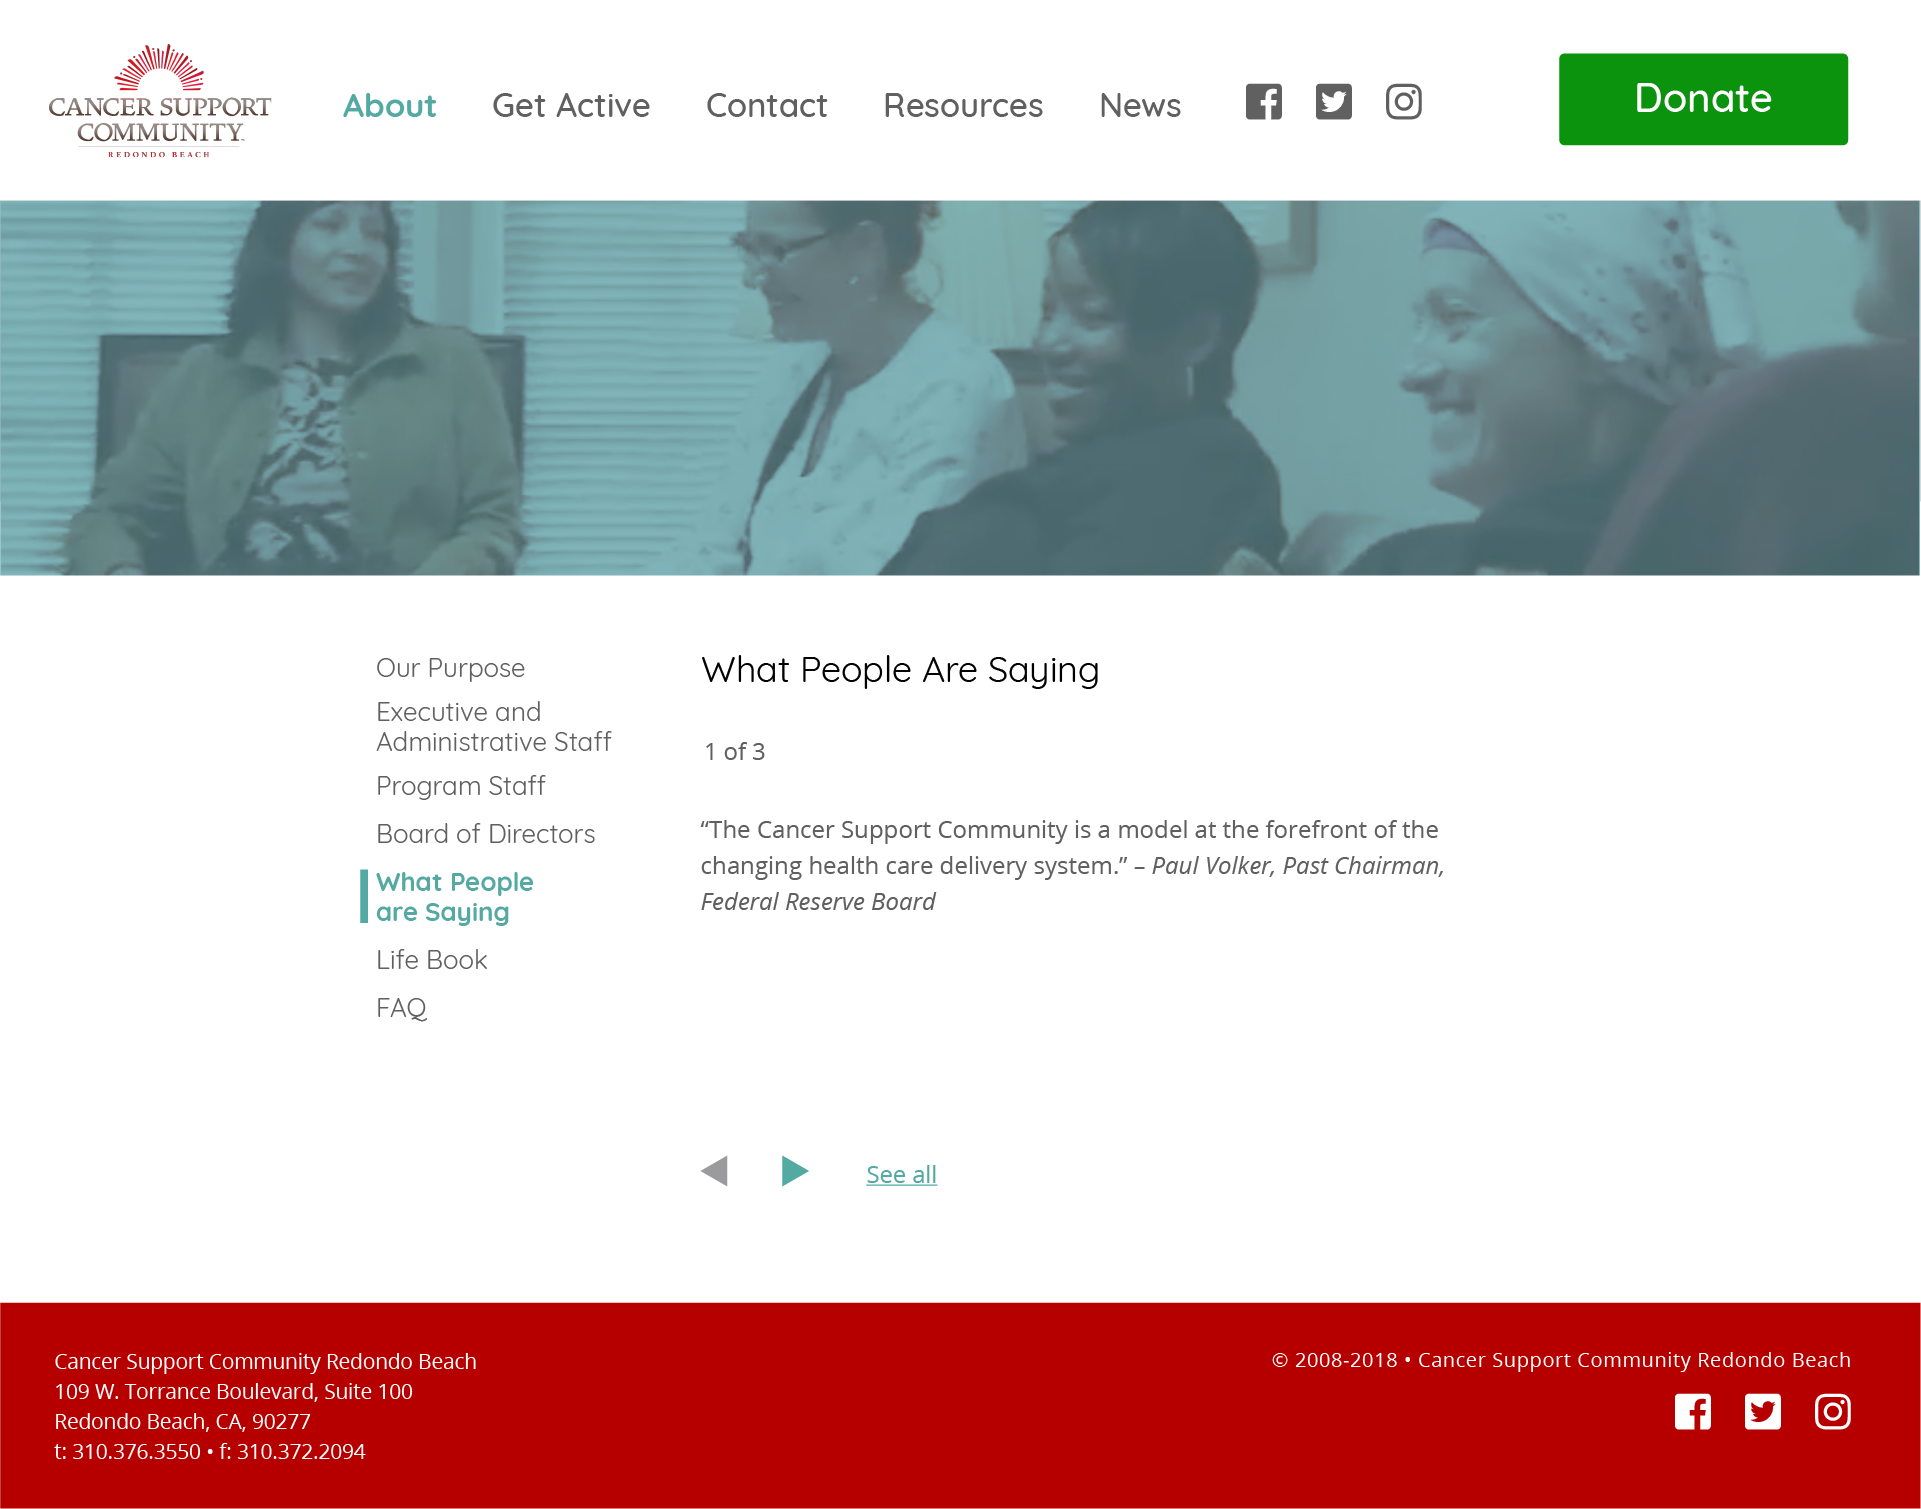 CANCER SUPPORT
COMMUNITY
REDONDO BEACH
About
Get Active
Contact
Resources
News
Donate
Our Purpose
Executive and
Administrative Staff
Program Staff
Board of Directors
What People
are Saying
Life Book
FAQ
What People Are Saying
1 of 3
“The Cancer Support Community is a model at the forefront of the
changing health care delivery system.” – Paul Volker, Past Chairman,
Federal Reserve Board
See all
Cancer Support Community Redondo Beach
109 W. Torrance Boulevard, Suite 100
Redondo Beach, CA, 90277
t: 310.376.3550 • f: 310.372.2094
© 2008-2018 • Cancer Support Community Redondo Beach